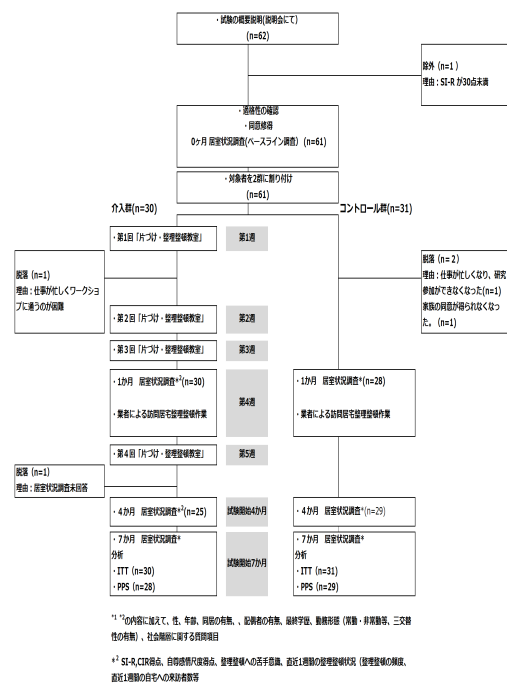 ・試験の概要説明(説明会にて)
(n=62)
除外（n=1 ）
理由：SI-R が30点未満
・適格性の確認
・同意修得
0ヶ月 居室状況調査(ベースライン調査） (n=61)
・対象者を2群に割り付け
(n=61)
介入群(n=30)
コントロール群(n=31)
・第1回「片づけ・整理整頓教室」
第1週
脱落（n=1)
理由：仕事が忙しくワークショ
プに通うのが困難
脱落（n= 2 )
理由：仕事が忙しくなり、研究
参加ができなくなった(n=1)
家族の同意が得られなくなっ
た。 (n=1)
・第２回「片づけ・整理整頓教室」
第2週
・第３回「片づけ・整理整頓教室」
第3週
・1か月　居室状況調査*2(n=30)
・業者による訪問居宅整理整頓作業
第4週
・1か月　居室状況調査*(n=28)
・業者による訪問居宅整理整頓作業
・第４回「片づけ・整理整頓教室」
第5週
脱落（n=1)
理由：居室状況調査未回答
・４か月　居室状況調査*2(n=25)
試験開始4か月
・４か月　居室状況調査*(n=29)
・７か月　居室状況調査*
分析
・ITT（n=30）
・PPS（n=28）
試験開始7か月
・７か月　居室状況調査*
分析
・ITT（n=31）
・PPS（n=29）
*1 *2の内容に加えて、性、年齢、同居の有無、、配偶者の有無、最終学歴、勤務形態（常勤・非常勤等、三交替
性の有無）、社会階層に関する質問項目
*2 SI-R,CIR得点、自尊感情尺度得点、整理整頓への苦手意識、直近1週間の整理整頓状況（整理整頓の頻度、
直近1週間の自宅への来訪者数等